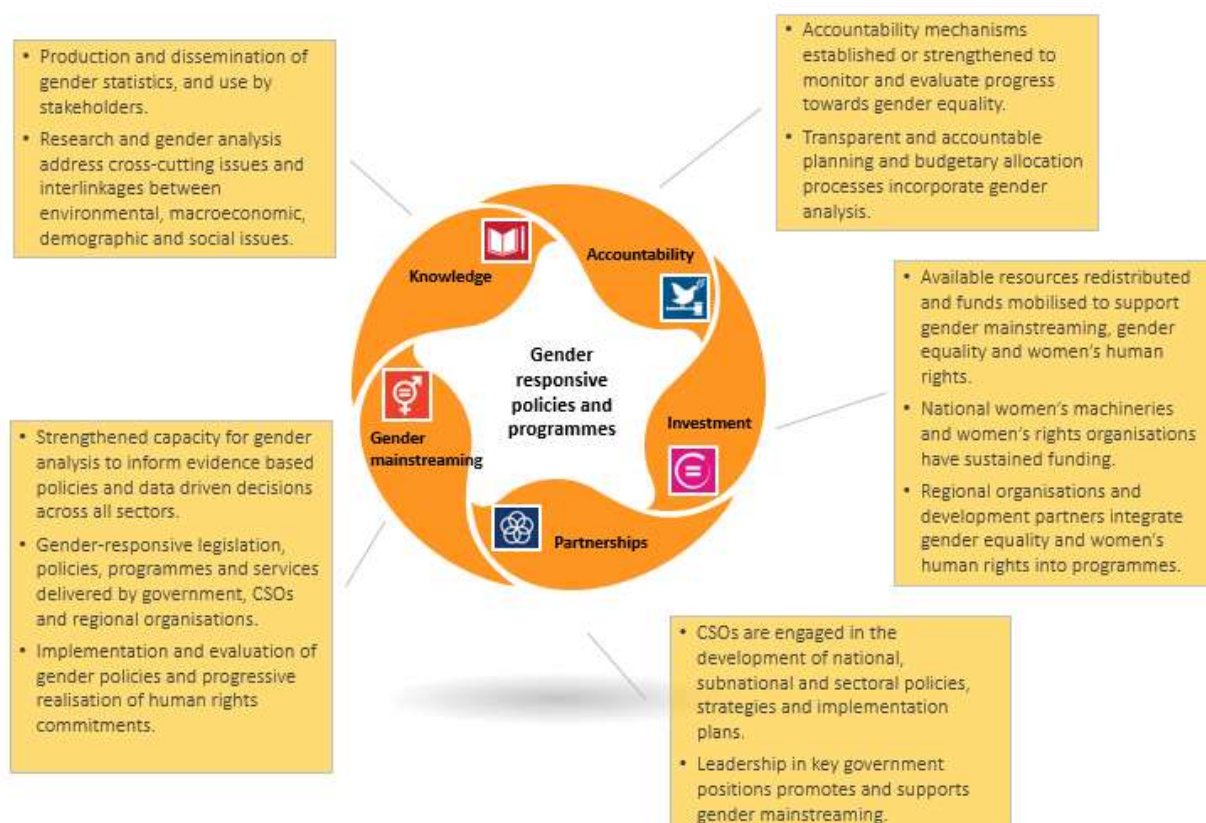 • Production and dissemination of
gender statistics, and use by
stakeholders.
• Research and gender analysis
address cross-cutting issues and
interlinkages between
environmental, macroeconomic,
demographic and social issues.
• Accountability mechanisms
established or strengthened to
monitor and evaluate progress
towards gender equality.
• Transparent and accountable
planning and budgetary allocation
processes incorporate gender
analysis.
Knowledge
Accountability
Gender
responsive
policies and
programmes
Gender
mainstreaming
Investment
Partnerships
• Available resources redistributed
and funds mobilised to support
gender mainstreaming, gender
equality and women's human
rights.
• National women's machineries
and women's rights organisations
have sustained funding.
• Regional organisations and
development partners integrate
gender equality and women's
human rights into programmes.
• Strengthened capacity for gender
analysis to inform evidence based
policies and data driven decisions
across all sectors.
• Gender-responsive legislation,
policies, programmes and services
delivered by government, CSOs
and regional organisations.
• Implementation and evaluation of
gender policies and progressive
realisation of human rights
commitments.
• CSOs are engaged in the
development of national,
subnational and sectoral policies,
strategies and implementation
plans.
• Leadership in key government
positions promotes and supports
gender mainstreaming.